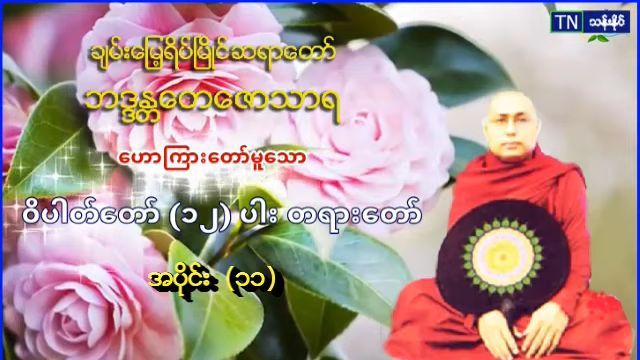 TN သန်းနိုင်
ချမ်းမြေ့ရိပ်မြိုင်ဆရာတော်
ဘဒ္ဒန္တတေဇောသာရ
ဟောကြားတော်မူသော
ဝိပါတ်တော် (၁၂) ပါး တရားတော်
အပိုင်း (၁၁)